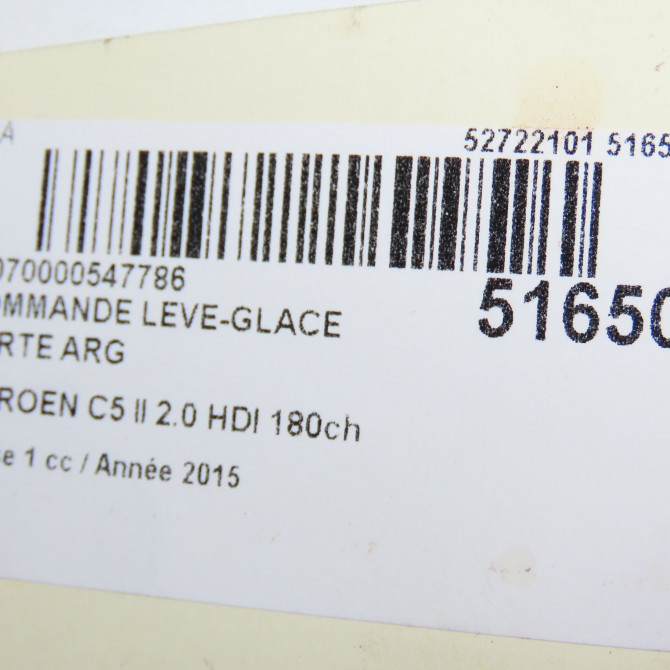 A
52722101 5165
070000547786
OMMANDE LEVE-GLACE
5165
RTE ARG
ROEN C5 II 2.0 HDI 180ch
e 1 cc / Année 2015